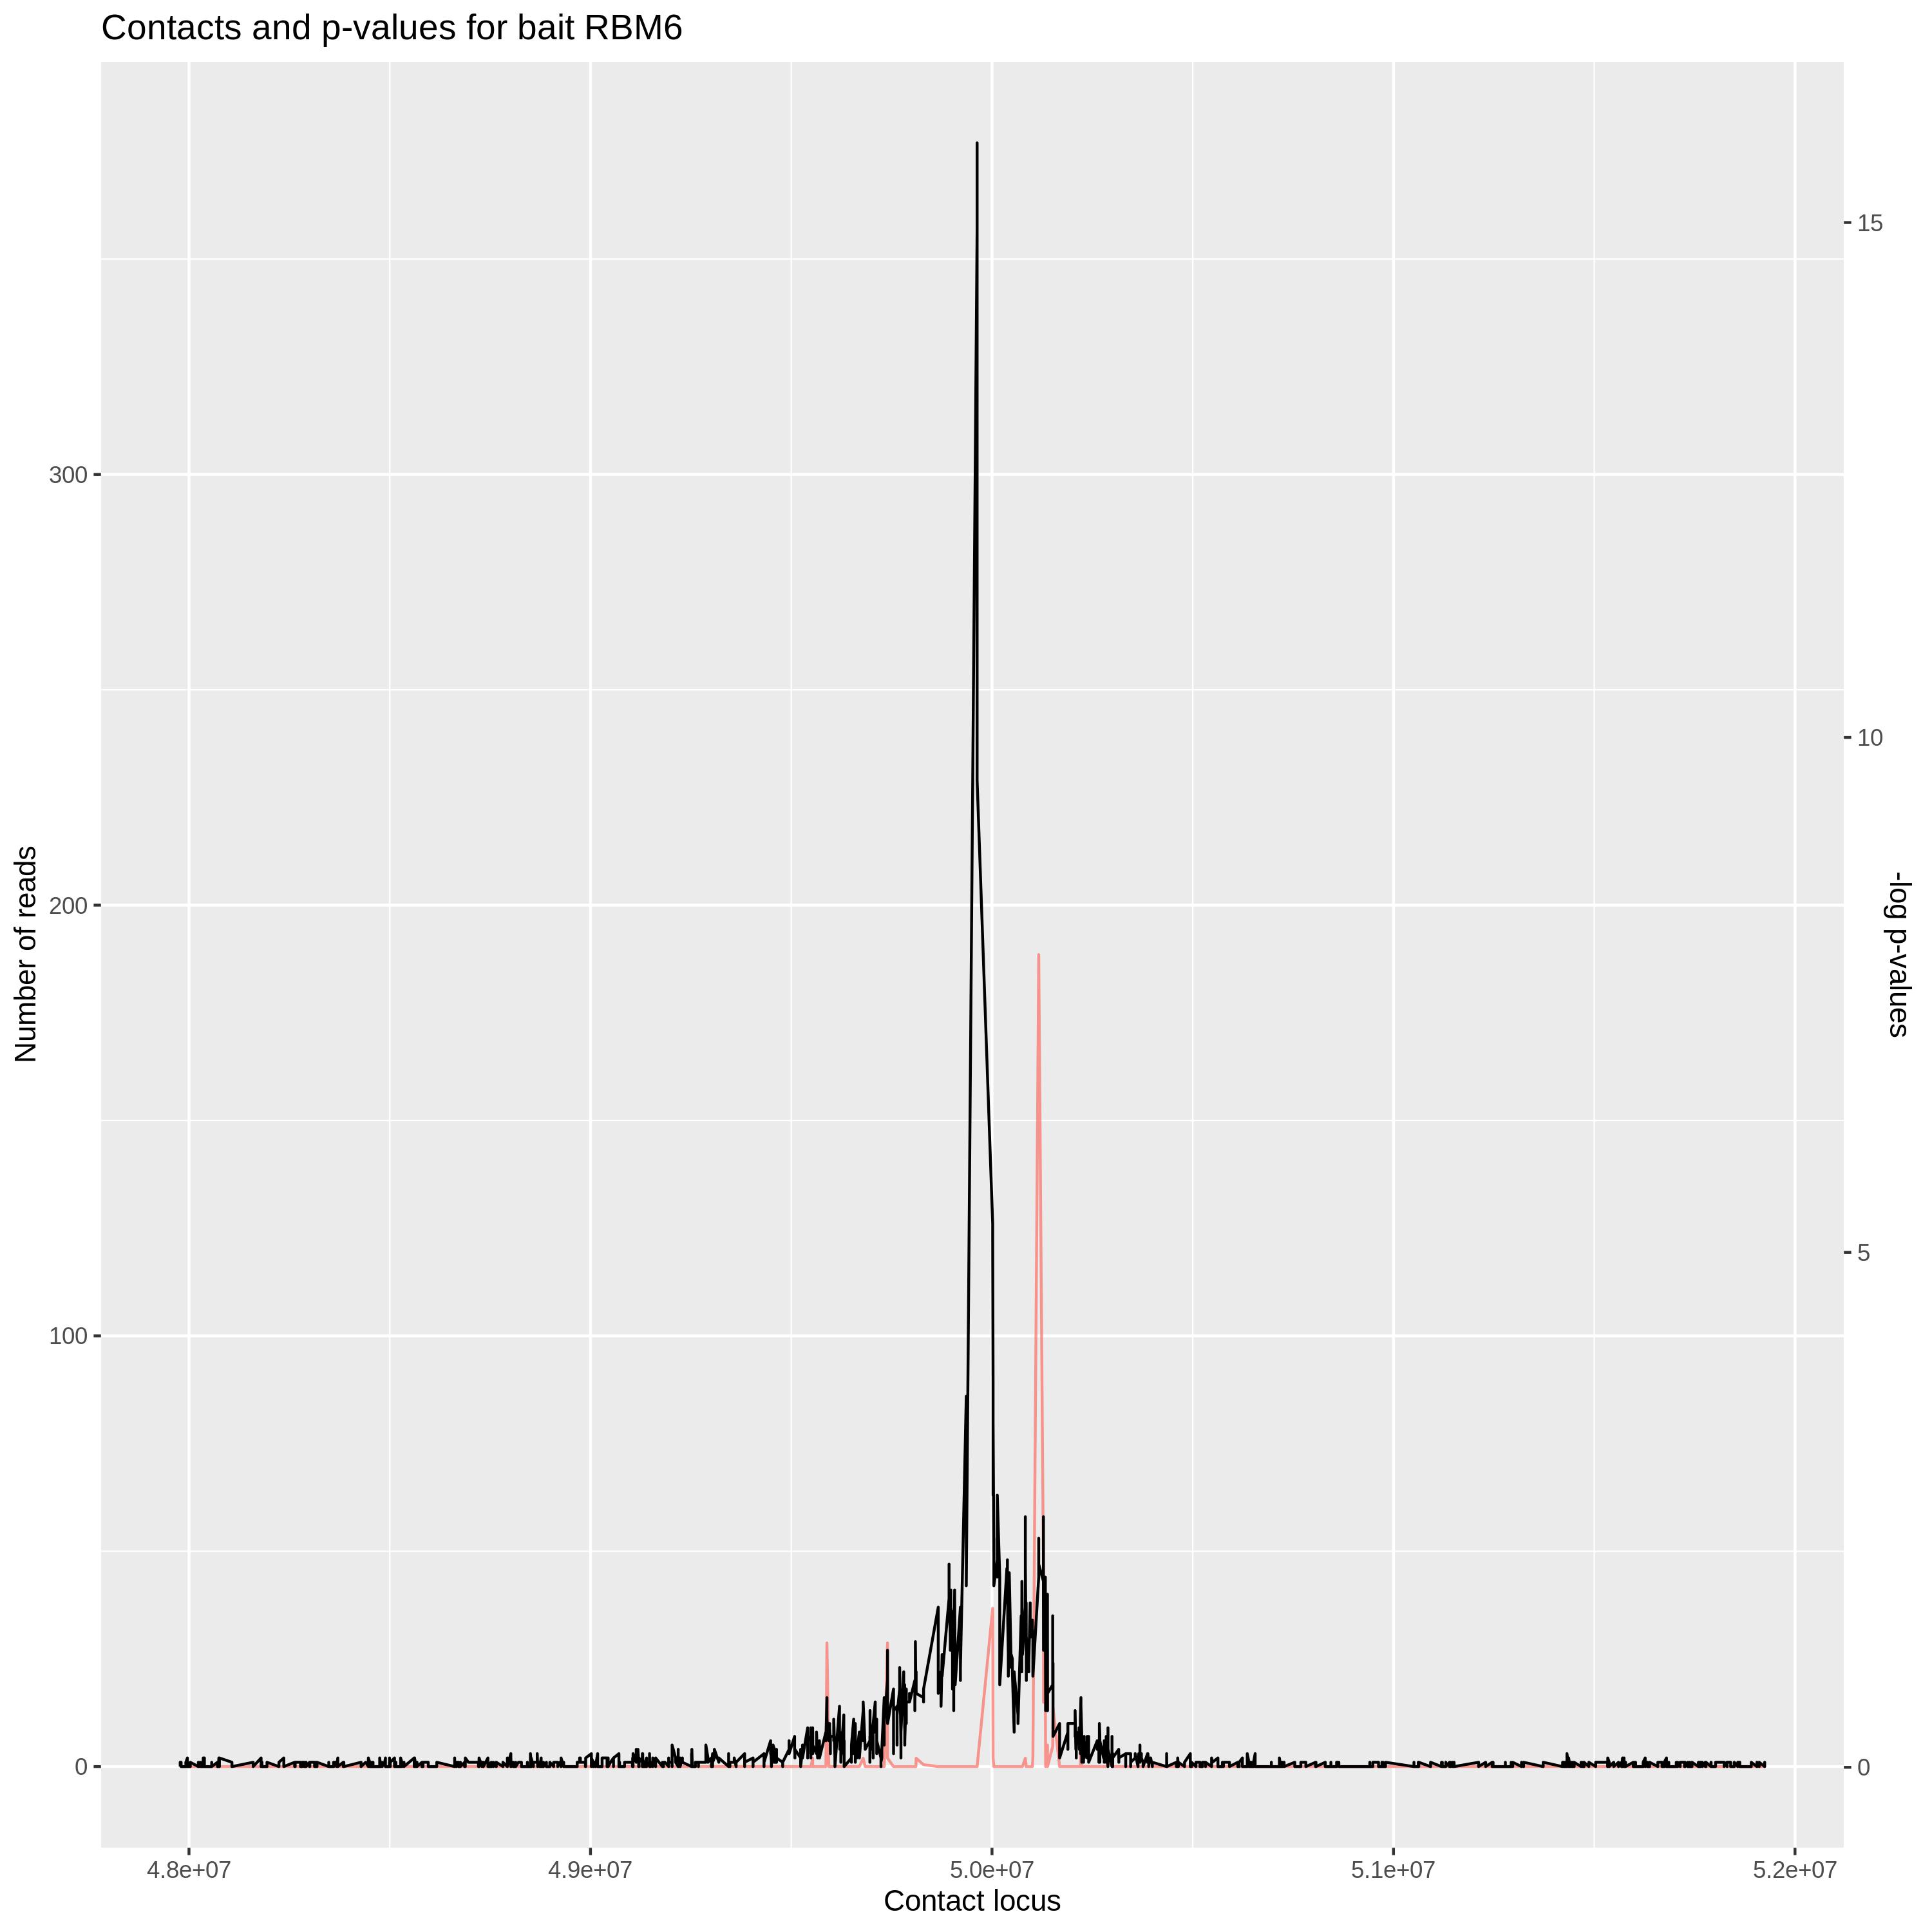 Contacts and p-values for bait RBM6
15
300
10
Number of reads
200
-log p-values
5
100
0
0
4.8e+07 4.9e+07 5.0e+07 5.1e+07 5.2e+07
Contact locus